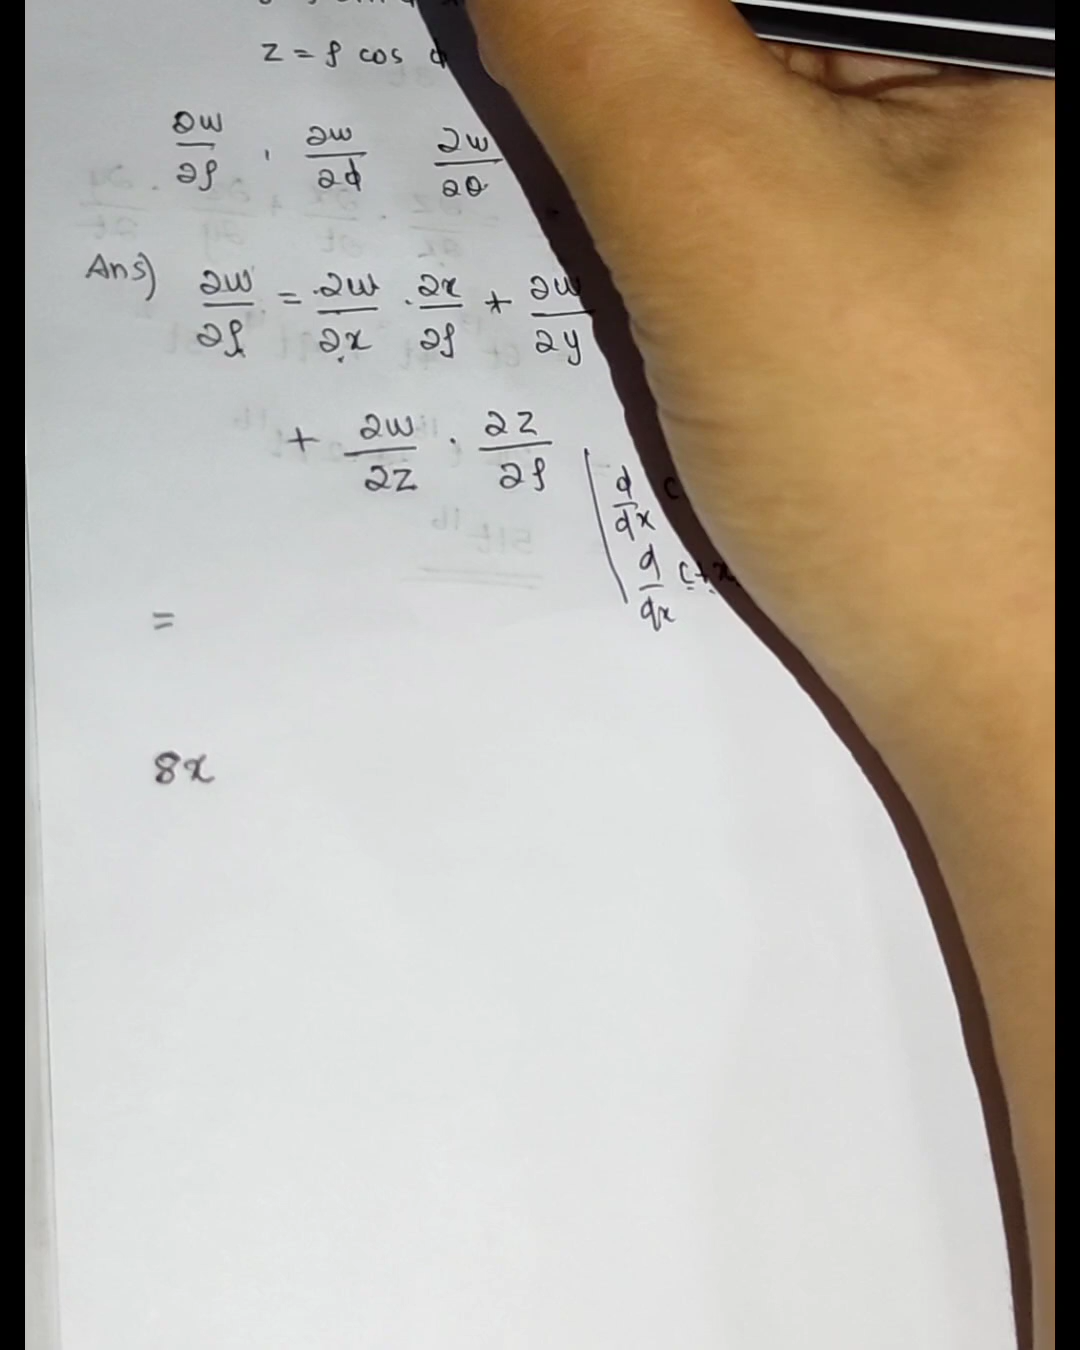 z = ρ cos ϕ
∂w/∂ρ , ∂w/∂ϕ ∂w/∂θ
Ans) ∂w/∂ρ = ∂w/∂x . ∂x/∂ρ + ∂w/∂y
+ ∂w/∂z . ∂z/∂ρ
d/dx c
d/dx c+x
=
8x